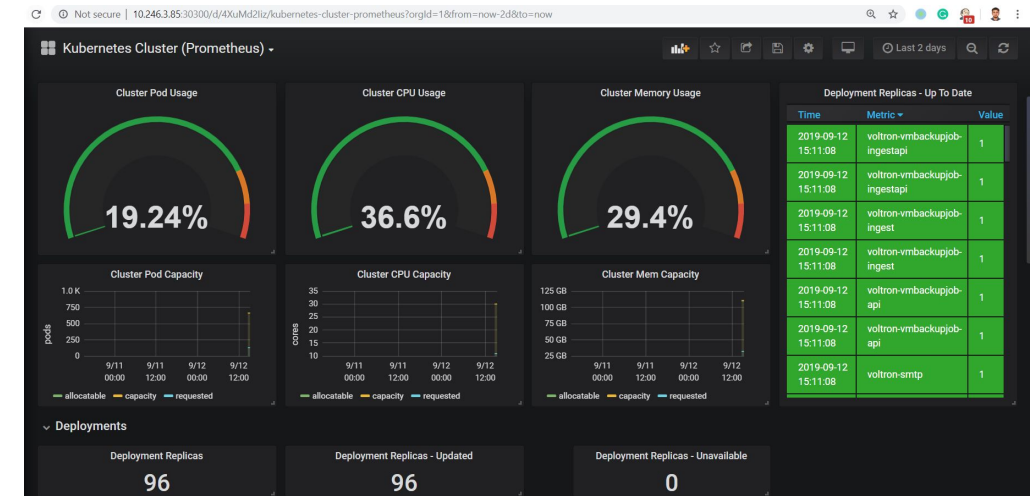 Not secure | 10.246.3.85:30300/d/4XuMd2Iiz/kubernetes-cluster-prometheus?orgId=1&from=now-2d&to=now
10
Kubernetes Cluster (Prometheus)
Last 2 days
Cluster Pod Usage
19.24%
Cluster CPU Usage
36.6%
Cluster Memory Usage
29.4%
Deployment Replicas - Up To Date
Time Metric Value
2019-09-12 voltron-vmbackupjob-
15:11:08 ingestapi 1
2019-09-12 voltron-vmbackupjob-
15:11:08 ingestapi 1
2019-09-12 voltron-vmbackupjob-
15:11:08 ingest 1
2019-09-12 voltron-vmbackupjob-
15:11:08 ingest 1
2019-09-12 voltron-vmbackupjob-
15:11:08 api 1
2019-09-12 voltron-vmbackupjob-
15:11:08 api 1
2019-09-12
15:11:08 voltron-smtp 1
Cluster Pod Capacity
pods
1.0 K
750
500
250
0
9/11 9/11 9/12 9/12
00:00 12:00 00:00 12:00
allocatable capacity requested
Cluster CPU Capacity
cores
35
30
25
20
15
10
9/11 9/11 9/12 9/12
00:00 12:00 00:00 12:00
allocatable capacity requested
Cluster Mem Capacity
125 GB
100 GB
75 GB
50 GB
25 GB
9/11 9/11 9/12 9/12
00:00 12:00 00:00 12:00
allocatable capacity requested
Deployments
Deployment Replicas
96
Deployment Replicas - Updated
96
Deployment Replicas - Unavailable
0